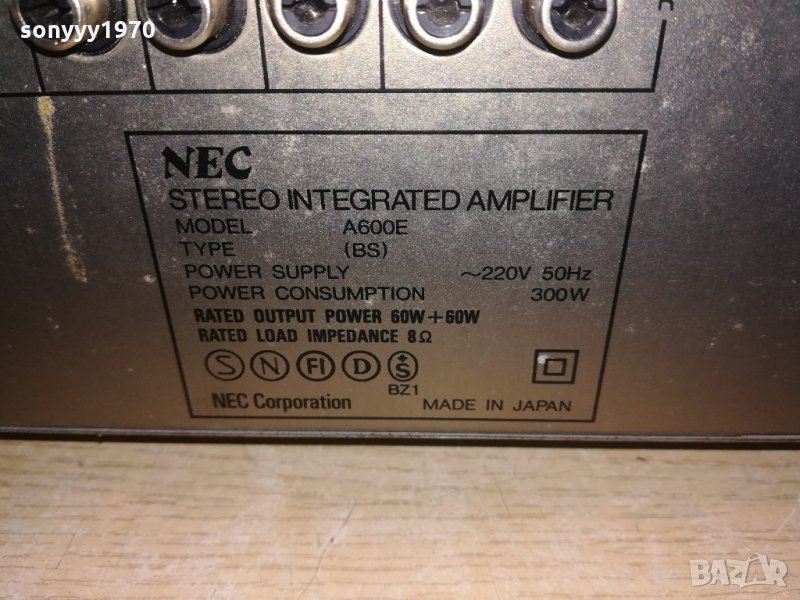 sonyyy1970
NEC
STEREO INTEGRATED AMPLIFIER
MODEL A600E
TYPE (BS)
POWER SUPPLY ~220V 50Hz
POWER CONSUMPTION 300W
RATED OUTPUT POWER 60W+60W
RATED LOAD IMPEDANCE 8Ω
S N FI D S
BZ1
NEC Corporation MADE IN JAPAN
BAZAR